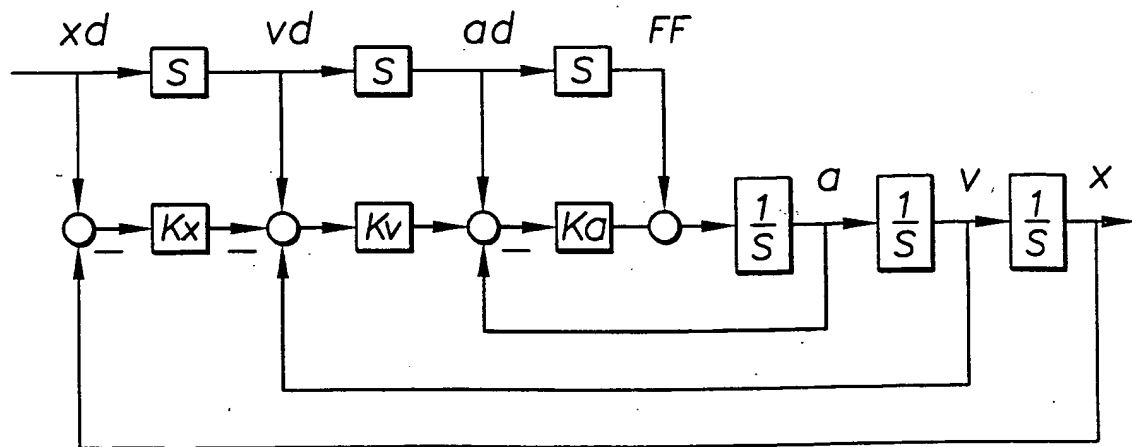 xd vd ad FF
S S S
a v x
Kx Kv Ka 1/S 1/S 1/S
− − −